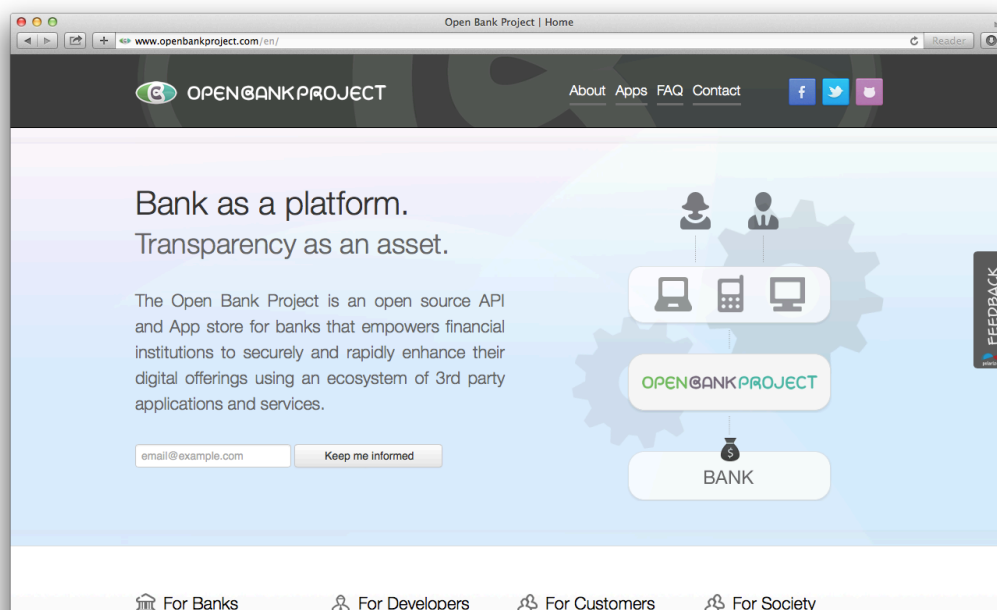 Open Bank Project | Home
www.openbankproject.com/en/
Reader
OPENBANKPROJECT
About Apps FAQ Contact
Bank as a platform.
Transparency as an asset.
The Open Bank Project is an open source API
and App store for banks that empowers financial
institutions to securely and rapidly enhance their
digital offerings using an ecosystem of 3rd party
applications and services.
email@example.com
Keep me informed
OPENBANKPROJECT
$
BANK
FEEDBACK
For Banks
For Developers
For Customers
For Society